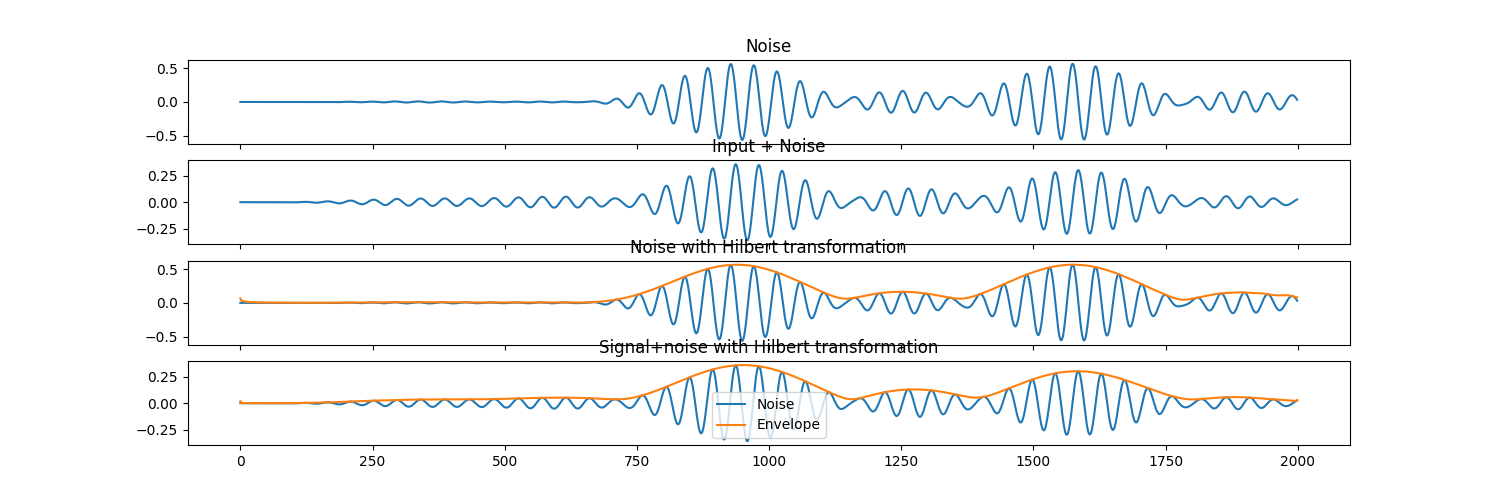 Noise
0.5
0.0
−0.5
Input + Noise
0.25
0.00
−0.25
Noise with Hilbert transformation
0.5
0.0
−0.5
Signal+noise with Hilbert transformation
0.25
0.00
−0.25
Noise
Envelope
0 250 500 750 1000 1250 1500 1750 2000